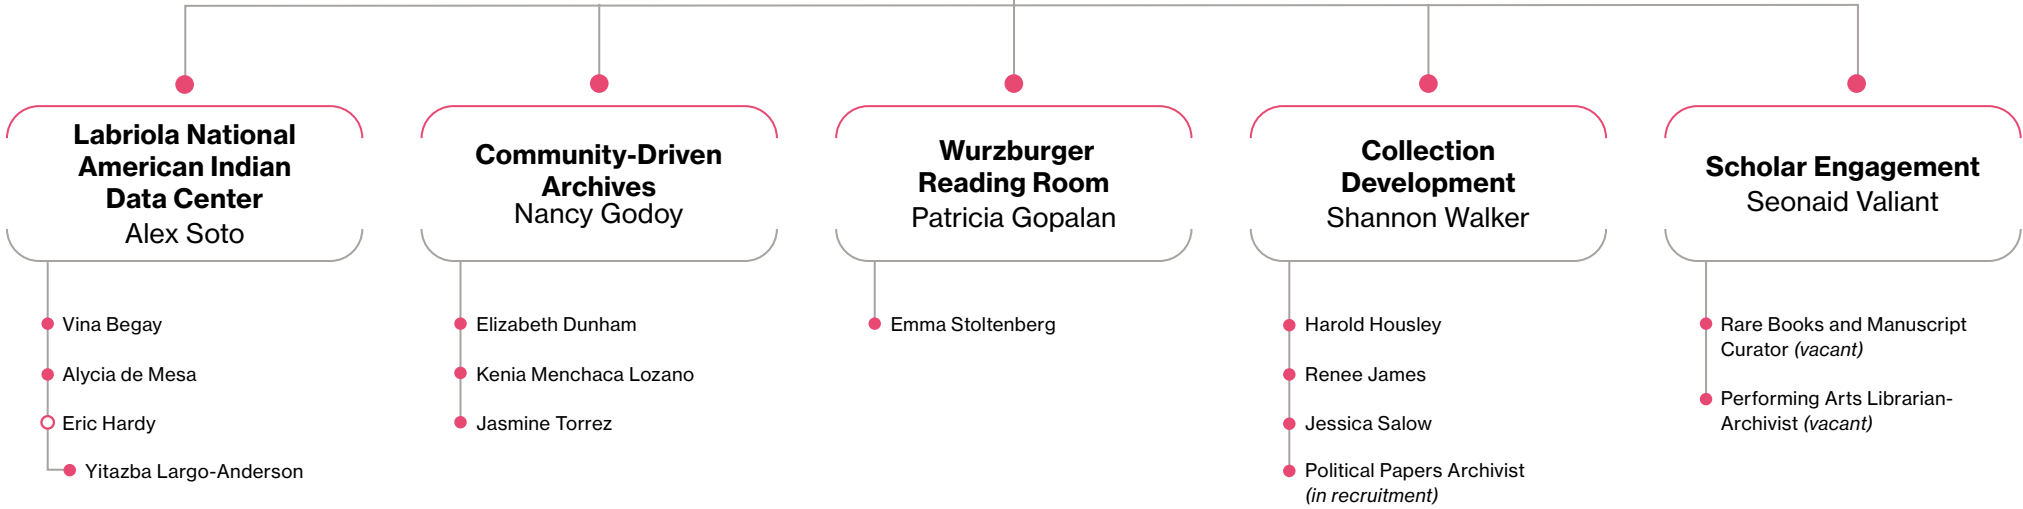 Labriola National
American Indian
Data Center
Alex Soto
Vina Begay
Alycia de Mesa
Eric Hardy
Yitazba Largo-Anderson
Community-Driven
Archives
Nancy Godoy
Elizabeth Dunham
Kenia Menchaca Lozano
Jasmine Torrez
Wurzburger
Reading Room
Patricia Gopalan
Emma Stoltenberg
Collection
Development
Shannon Walker
Harold Housley
Renee James
Jessica Salow
Political Papers Archivist
(in recruitment)
Scholar Engagement
Seonaid Valiant
Rare Books and Manuscript
Curator (vacant)
Performing Arts Librarian-
Archivist (vacant)